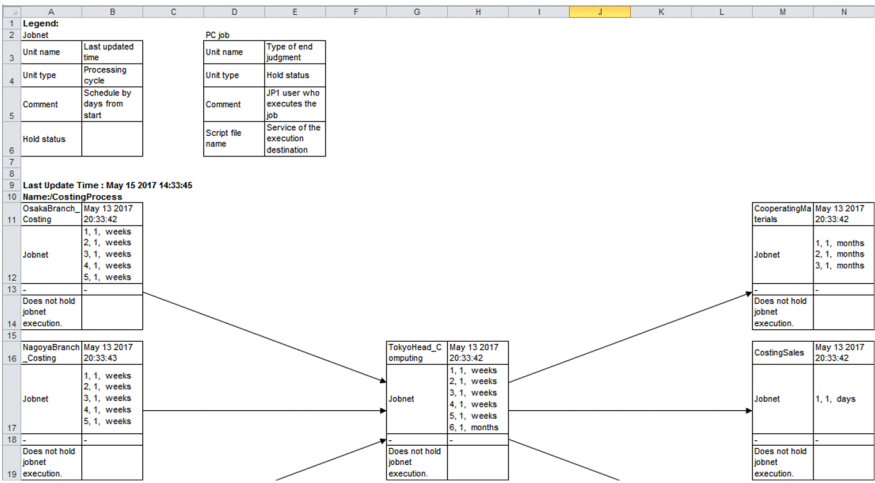 A B C D E F G H I J K L M N
1 Legend:
2 Jobnet PC job
3 Unit name Last updated time Unit name Type of end judgment
4 Unit type Processing cycle Unit type Hold status
5 Comment Schedule by days from start Comment JP1 user who executes the job
6 Hold status Script file name Service of the execution destination
7
8
9 Last Update Time : May 15 2017 14:33:45
10 Name:/CostingProcess
11 OsakaBranch_Costing May 13 2017 20:33:42 CooperatingMaterials May 13 2017 20:33:42
12 Jobnet
1, 1, weeks
2, 1, weeks
3, 1, weeks
4, 1, weeks
5, 1, weeks
Jobnet
1, 1, months
2, 1, months
3, 1, months
13 - - - -
14 Does not hold jobnet execution. Does not hold jobnet execution.
15
16 NagoyaBranch_Costing May 13 2017 20:33:43 TokyoHead_Computing May 13 2017 20:33:42 CostingSales May 13 2017 20:33:42
17 Jobnet
1, 1, weeks
2, 1, weeks
3, 1, weeks
4, 1, weeks
5, 1, weeks
Jobnet
1, 1, weeks
2, 1, weeks
3, 1, weeks
4, 1, weeks
5, 1, weeks
6, 1, months
Jobnet
1, 1, days
18 - - - - - -
19 Does not hold jobnet execution. Does not hold jobnet execution. Does not hold jobnet execution.